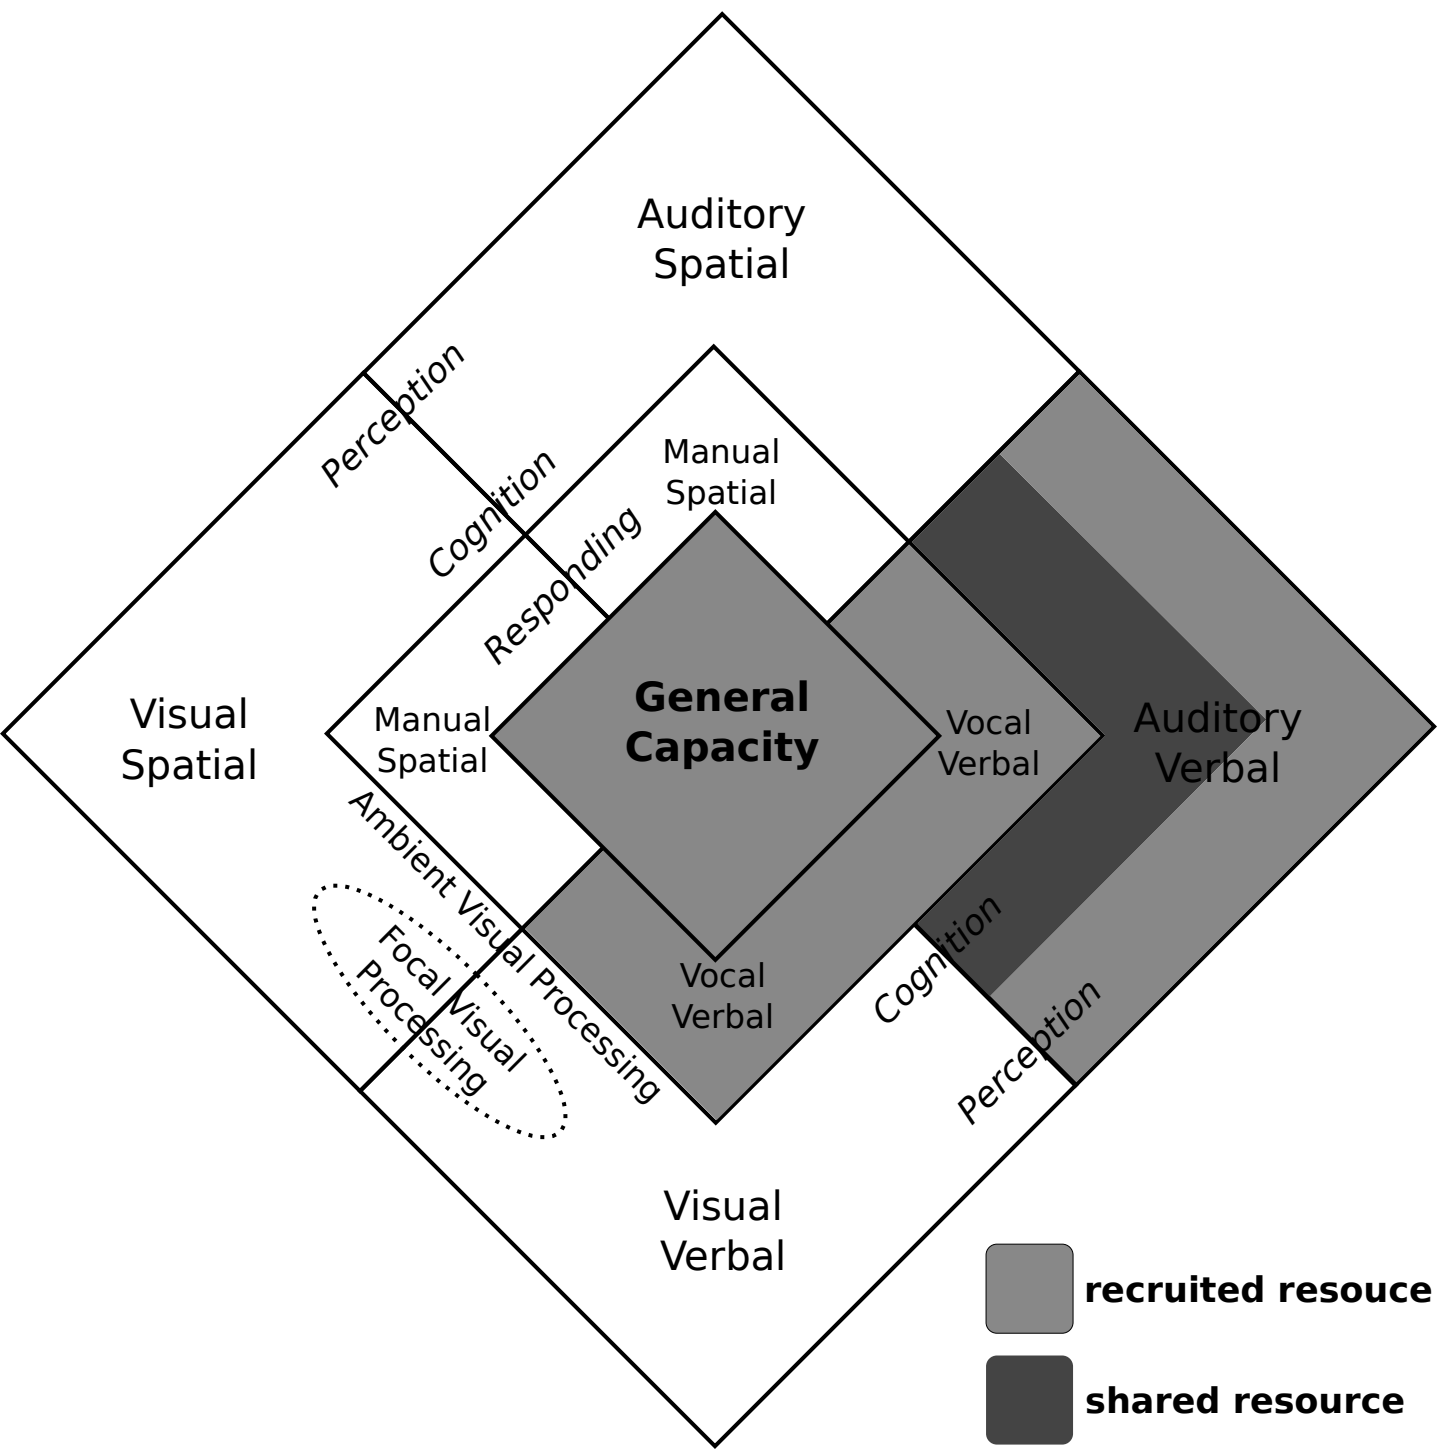 Auditory
Spatial
Perception
Cognition
Responding
Manual
Spatial
Visual
Spatial
Manual
Spatial
General
Capacity
Vocal
Verbal
Auditory
Verbal
Ambient Visual Processing
Focal Visual
Processing
Vocal
Verbal
Cognition
Perception
Visual
Verbal
recruited resouce
shared resource